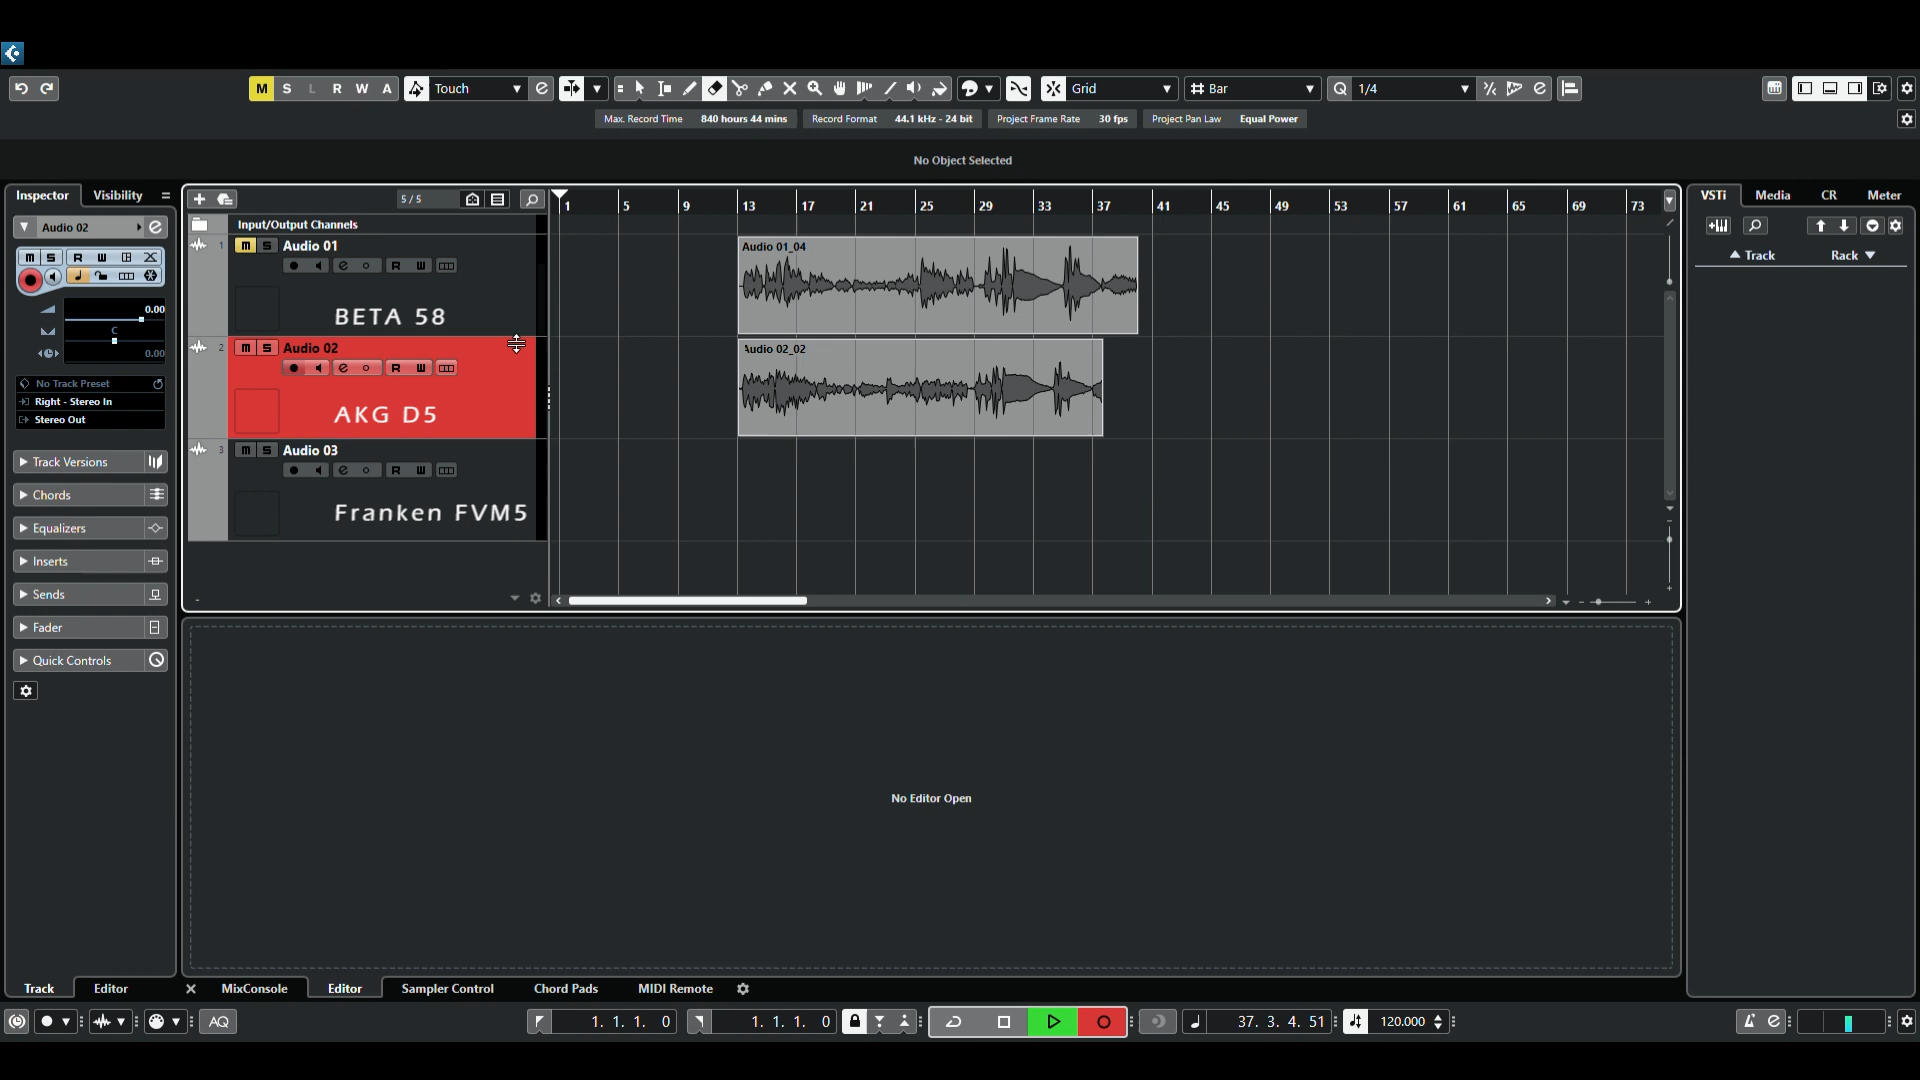 M S L R W A Touch Grid Bar Q 1/4
Max. Record Time 840 hours 44 mins Record Format 44.1 kHz - 24 bit Project Frame Rate 30 fps Project Pan Law Equal Power
No Object Selected
Inspector Visibility 5 / 5 1 5 9 13 17 21 25 29 33 37 41 45 49 53 57 61 65 69 73 VSTi Media CR Meter
Audio 02
Input/Output Channels
1 m S Audio 01
R W
BETA 58
Audio 01_04
2 m S Audio 02
R W
AKG D5
Audio 02_02
3 m S Audio 03
R W
Franken FVM5
m S R W
0.00
C
0.00
No Track Preset
Right - Stereo In
Stereo Out
Track Versions
Chords
Equalizers
Inserts
Sends
Fader
Quick Controls
Track Rack
No Editor Open
Track Editor MixConsole Editor Sampler Control Chord Pads MIDI Remote
AQ 1. 1. 1. 0 1. 1. 1. 0 37. 3. 4. 51 120.000